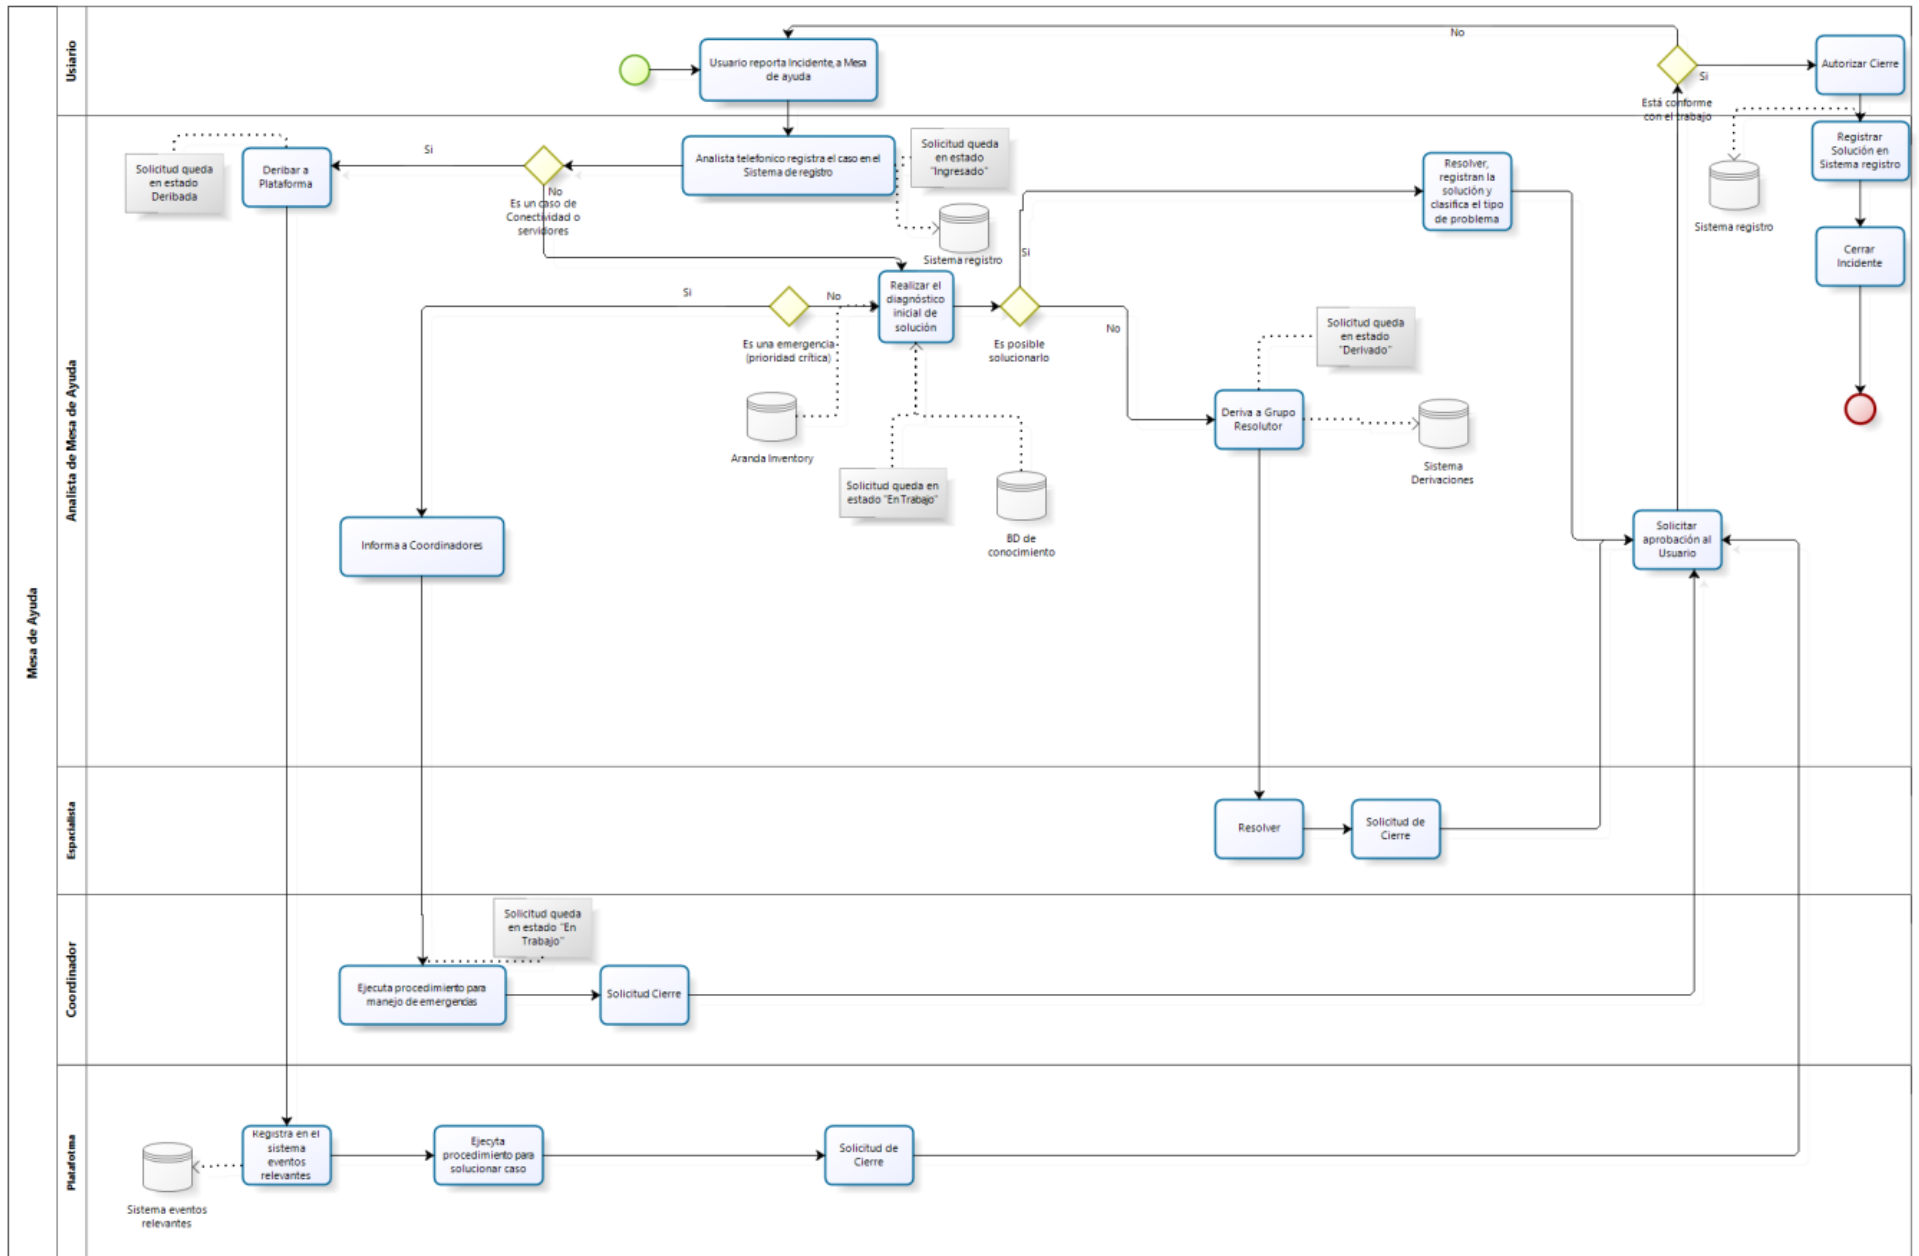 Mesa de Ayuda
Usiario
No
Usuario reporta Incidente, a Mesa
de ayuda
Si
Autorizar Cierre
Está conforme
con el trabajo
Analista de Mesa de Ayuda
Solicitud queda
en estado
Deribada
Deribar a
Plataforma
Si
No
Es un caso de
Conectividad o
servidores
Analista telefonico registra el caso en el
Sistema de registro
Solicitud queda
en estado
"Ingresado"
Sistema registro
Resolver,
registran la
solución y
clasifica el tipo
de problema
Registrar
Solución en
Sistema registro
Sistema registro
Cerrar
Incidente
Si
No
Es una emergencia
(prioridad crítica)
Realizar el
diagnóstico
inicial de
solución
Si
No
Es posible
solucionarlo
Solicitud queda
en estado
"Derivado"
Aranda Inventory
Solicitud queda en
estado "En Trabajo"
BD de
conocimiento
Deriva a Grupo
Resolutor
Sistema
Derivaciones
Informa a Coordinadores
Solicitar
aprobación al
Usuario
Espacialista
Resolver
Solicitud de
Cierre
Coordinador
Solicitud queda
en estado "En
Trabajo"
Ejecuta procedimiento para
manejo de emergencias
Solicitud Cierre
Platafotma
Registra en el
sistema
eventos
relevantes
Sistema eventos
relevantes
Ejecyta
procedimiento para
solucionar caso
Solicitud de
Cierre